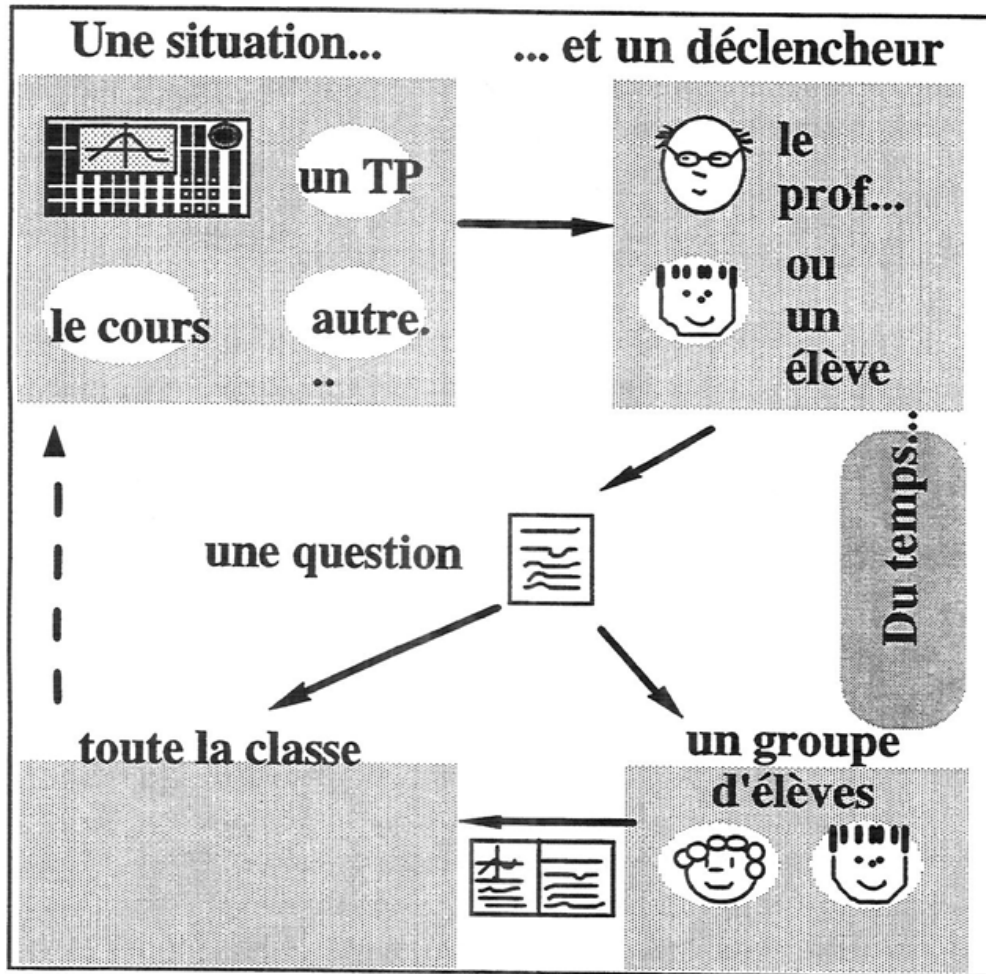 Une situation...
... et un déclencheur
un TP
le cours
autre.
..
le
prof...
ou
un
élève
Du temps...
une question
toute la classe
un groupe
d'élèves